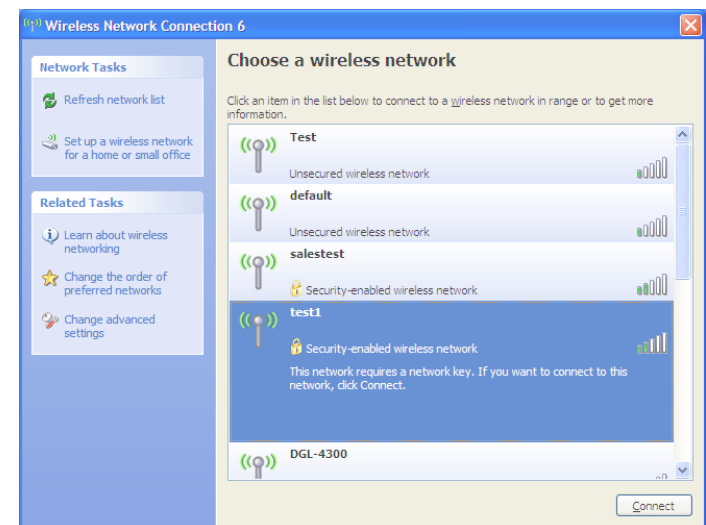 Wireless Network Connection 6
Network Tasks
Refresh network list
Set up a wireless network
for a home or small office
Related Tasks
Learn about wireless
networking
Change the order of
preferred networks
Change advanced
settings
Choose a wireless network
Click an item in the list below to connect to a wireless network in range or to get more
information.
Test
Unsecured wireless network
default
Unsecured wireless network
salestest
Security-enabled wireless network
test1
Security-enabled wireless network
This network requires a network key. If you want to connect to this
network, click Connect.
DGL-4300
Connect